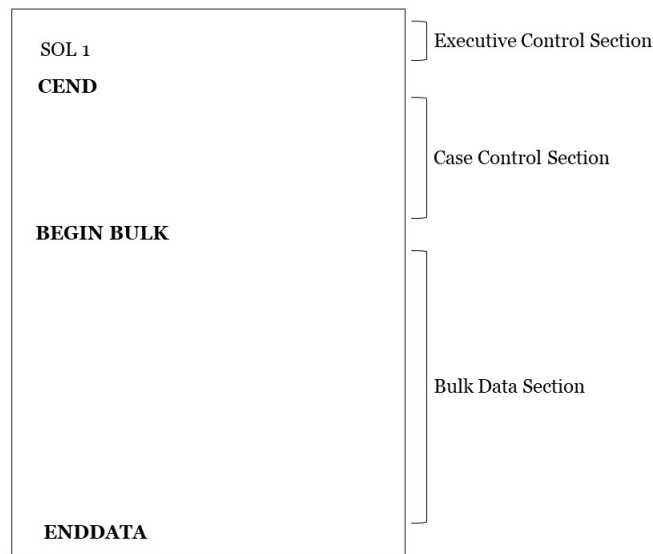 SOL 1
Executive Control Section
CEND
Case Control Section
BEGIN BULK
Bulk Data Section
ENDDATA